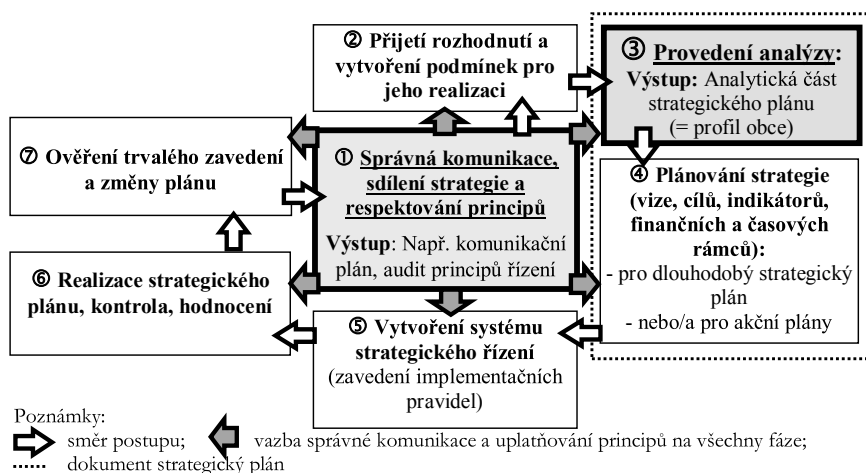 ② Přijetí rozhodnutí a
vytvoření podmínek pro
jeho realizaci
③ Provedení analýzy:
Výstup: Analytická část
strategického plánu
(= profil obce)
⑦ Ověření trvalého zavedení
a změny plánu
① Správná komunikace,
sdílení strategie a
respektování principů
Výstup: Např. komunikační
plán, audit principů řízení
④ Plánování strategie
(vize, cílů, indikátorů,
finančních a časových
rámců):
- pro dlouhodobý strategický
plán
- nebo/a pro akční plány
⑥ Realizace strategického
plánu, kontrola, hodnocení
⑤ Vytvoření systému
strategického řízení
(zavedení implementačních
pravidel)
Poznámky:
směr postupu; vazba správné komunikace a uplatňování principů na všechny fáze;
dokument strategický plán